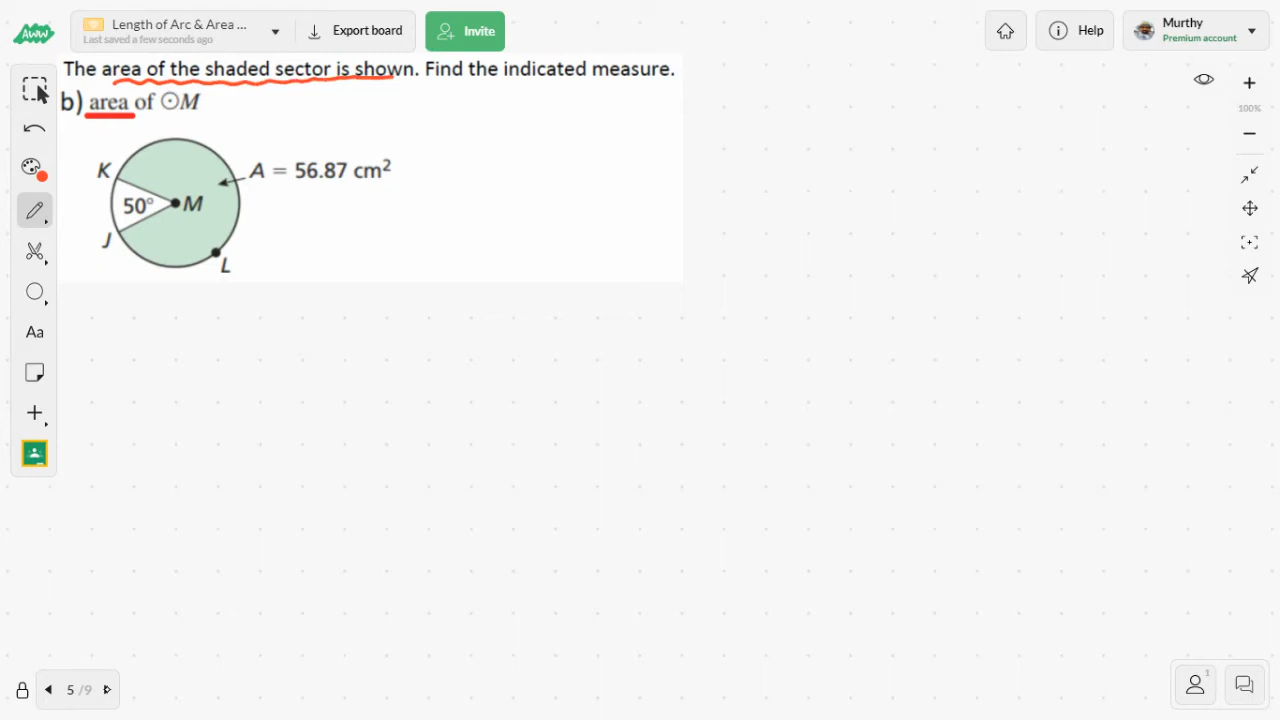 AWW
Length of Arc & Area ...
Last saved a few seconds ago
Export board
Invite
Help
Murthy
Premium account
The area of the shaded sector is shown. Find the indicated measure.
b) area of ⊙M
K
A = 56.87 cm²
50°
M
J
L
100%
Aa
5 /9
1